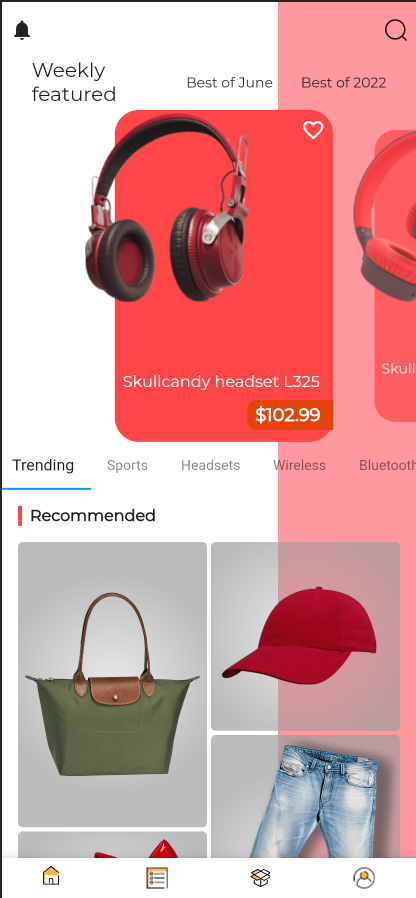 Weekly
featured
Best of June
Best of 2022
Skullcandy headset L325
$102.99
Skull
Trending
Sports
Headsets
Wireless
Bluetooth
Recommended